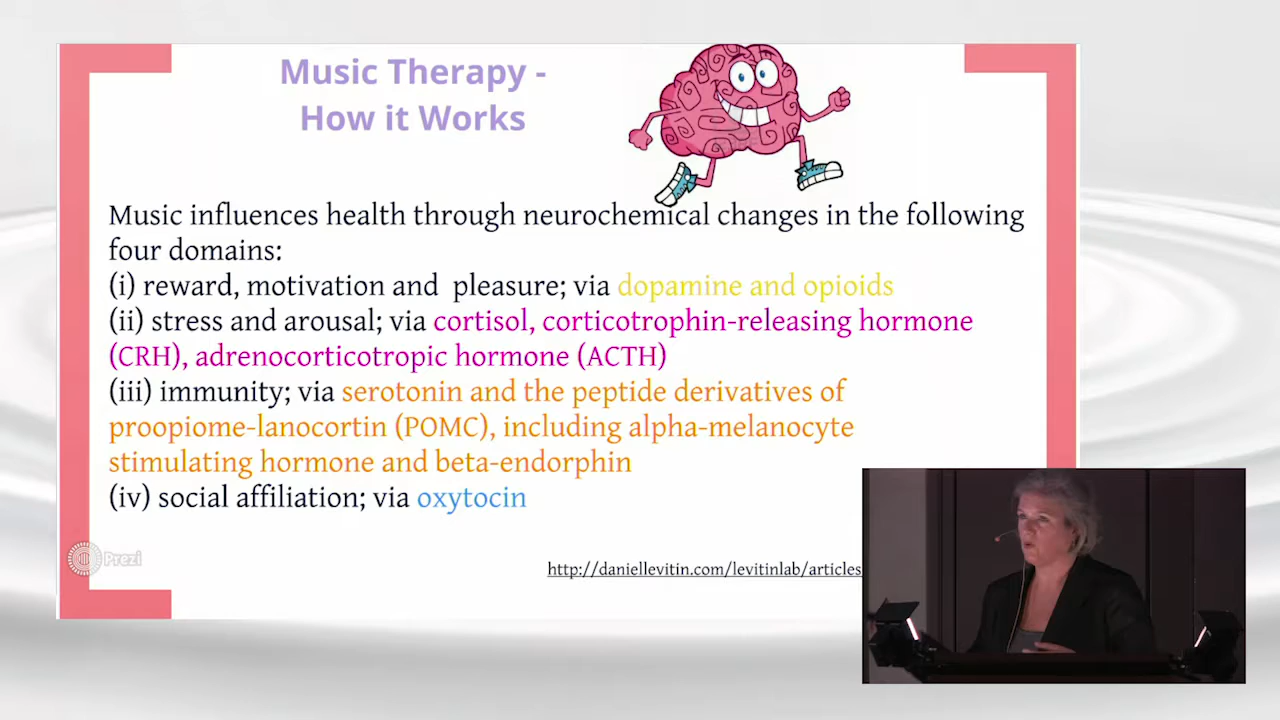 Music Therapy -
How it Works
Music influences health through neurochemical changes in the following
four domains:
(i) reward, motivation and pleasure; via dopamine and opioids
(ii) stress and arousal; via cortisol, corticotrophin-releasing hormone
(CRH), adrenocorticotropic hormone (ACTH)
(iii) immunity; via serotonin and the peptide derivatives of
proopiome-lanocortin (POMC), including alpha-melanocyte
stimulating hormone and beta-endorphin
(iv) social affiliation; via oxytocin
Prezi
http://daniellevitin.com/levitinlab/articles